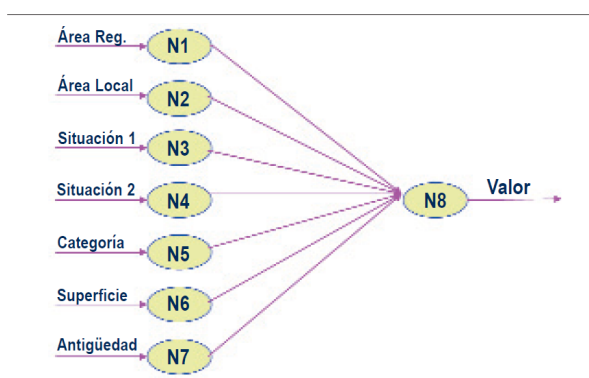 Área Reg.
N1
Área Local
N2
Situación 1
N3
Situación 2
N4
Categoría
N5
Superficie
N6
Antigüedad
N7
N8
Valor